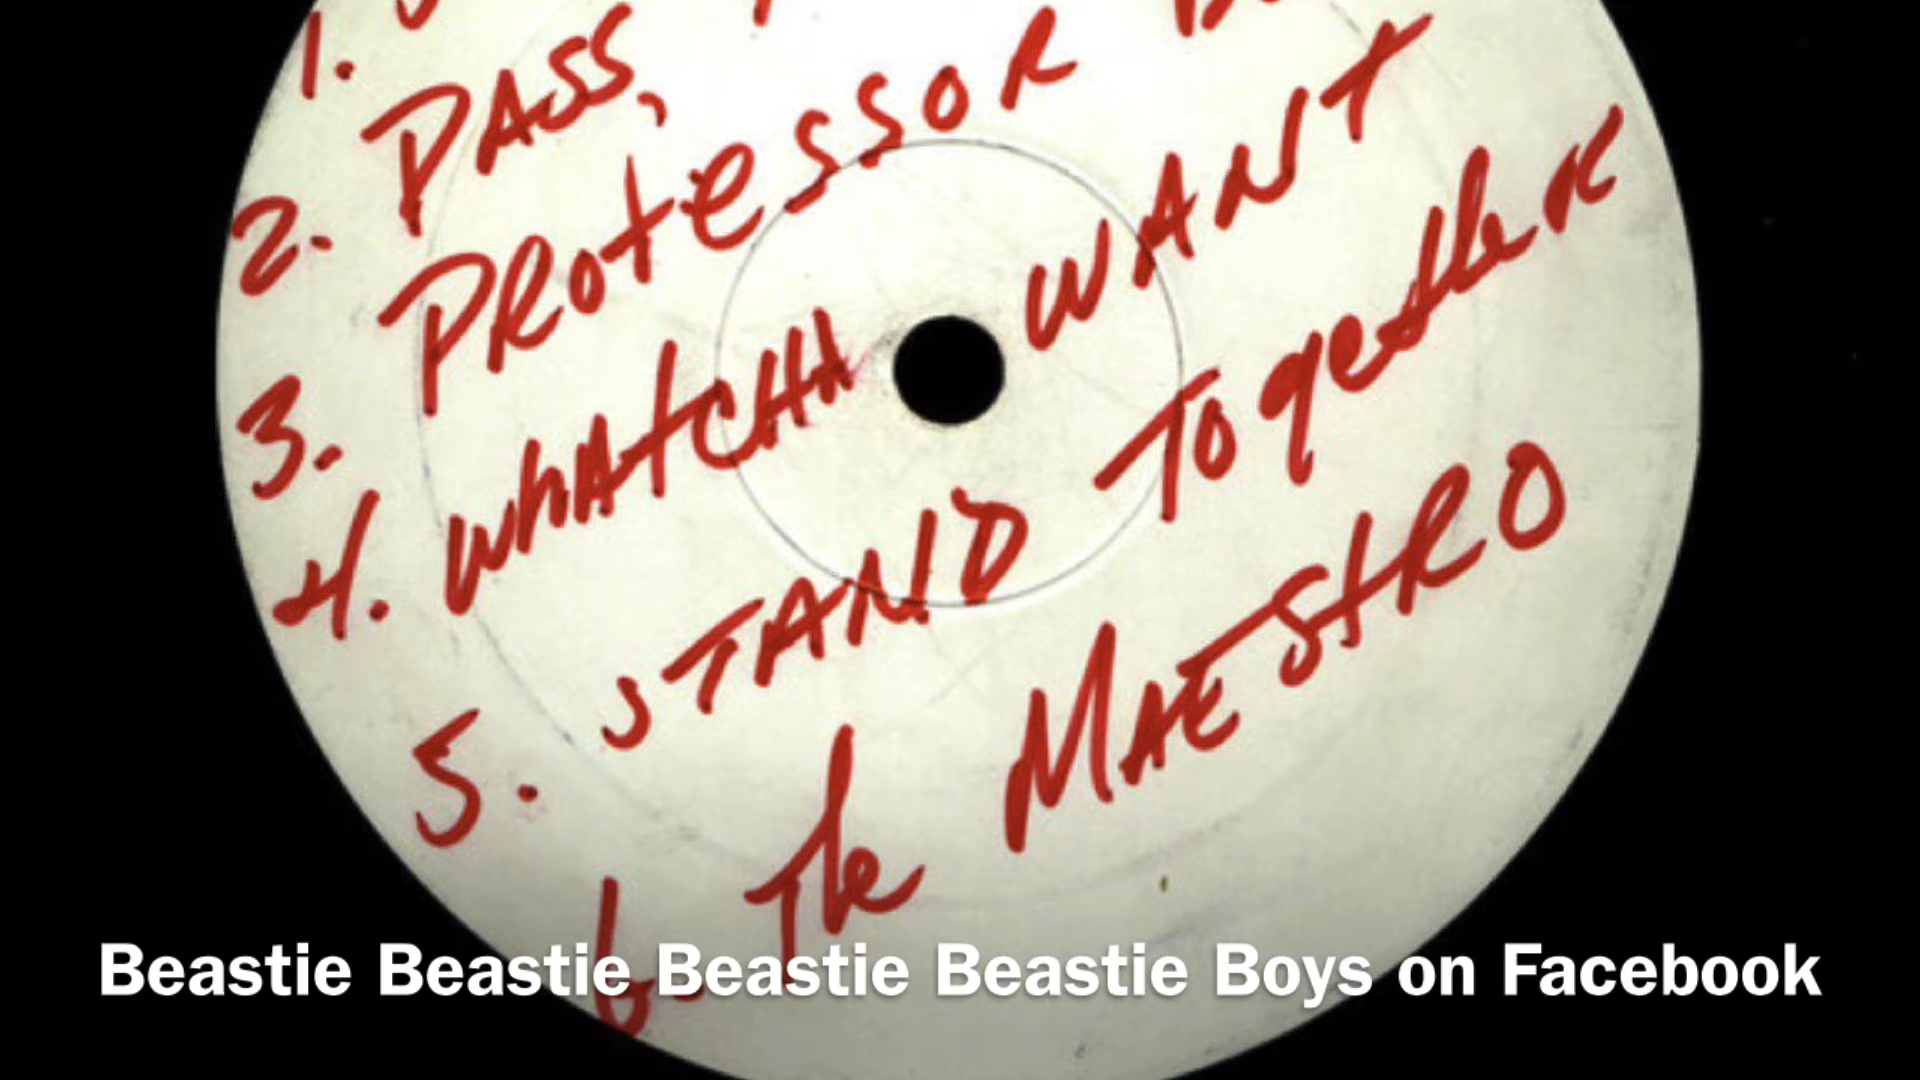 1.
2. PASS,
3. PROFESSOR
4. WHATCHA WANT
5. STAND Together
6. The MAESTRO
Beastie Beastie Beastie Beastie Boys on Facebook